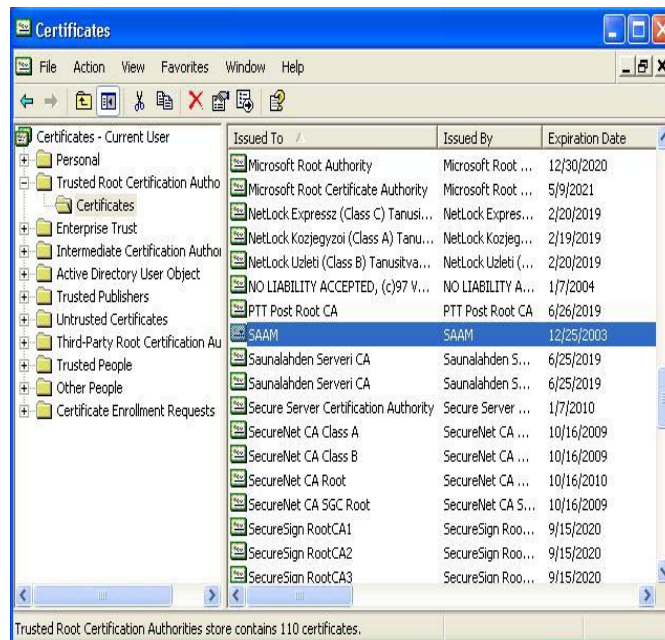 Certificates
File Action View Favorites Window Help
Certificates - Current User
Personal
Trusted Root Certification Autho
Certificates
Enterprise Trust
Intermediate Certification Author
Active Directory User Object
Trusted Publishers
Untrusted Certificates
Third-Party Root Certification Au
Trusted People
Other People
Certificate Enrollment Requests
Issued To Issued By Expiration Date
Microsoft Root Authority Microsoft Root ... 12/30/2020
Microsoft Root Certificate Authority Microsoft Root ... 5/9/2021
NetLock Expressz (Class C) Tanusi... NetLock Expres... 2/20/2019
NetLock Kozjegyzoi (Class A) Tanu... NetLock Kozjeg... 2/19/2019
NetLock Uzleti (Class B) Tanusitva... NetLock Uzleti (... 2/20/2019
NO LIABILITY ACCEPTED, (c)97 V... NO LIABILITY A... 1/7/2004
PTT Post Root CA PTT Post Root CA 6/26/2019
SAAM SAAM 12/25/2003
Saunalahden Serveri CA Saunalahden S... 6/25/2019
Saunalahden Serveri CA Saunalahden S... 6/25/2019
Secure Server Certification Authority Secure Server ... 1/7/2010
SecureNet CA Class A SecureNet CA ... 10/16/2009
SecureNet CA Class B SecureNet CA ... 10/16/2009
SecureNet CA Root SecureNet CA ... 10/16/2010
SecureNet CA SGC Root SecureNet CA S... 10/16/2009
SecureSign RootCA1 SecureSign Roo... 9/15/2020
SecureSign RootCA2 SecureSign Roo... 9/15/2020
SecureSign RootCA3 SecureSign Roo... 9/15/2020
Trusted Root Certification Authorities store contains 110 certificates.